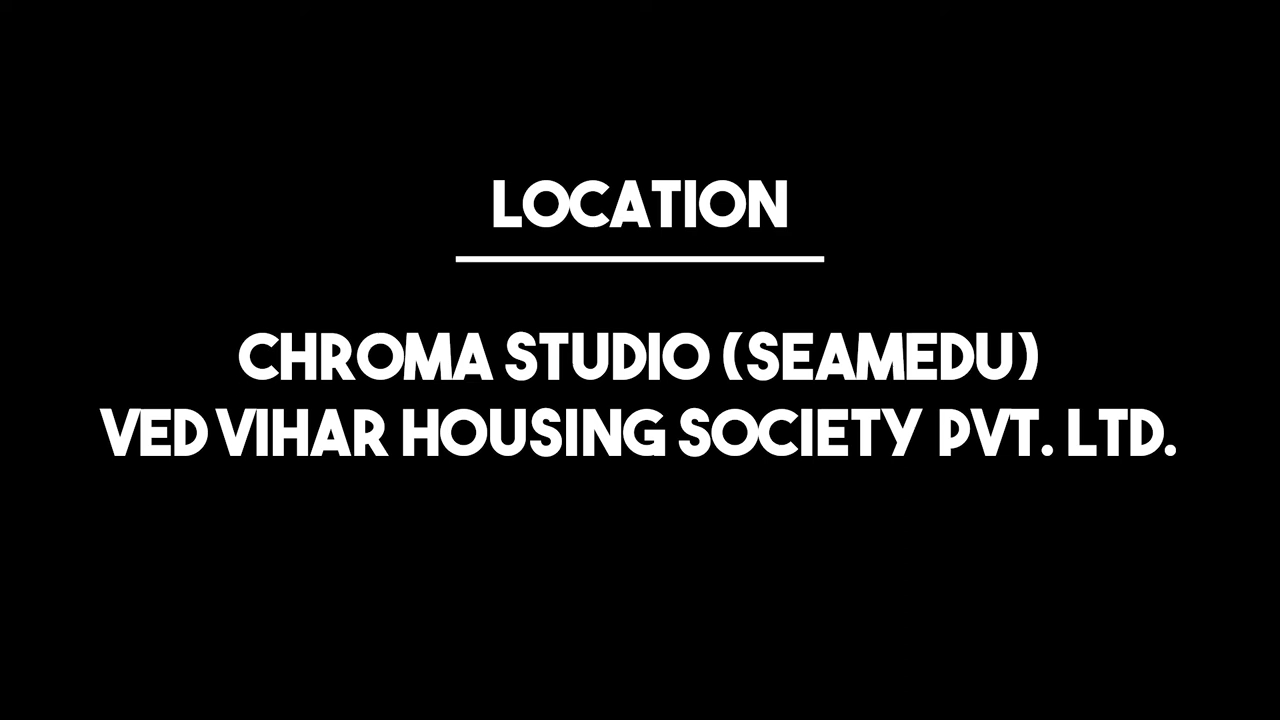 LOCATION
CHROMA STUDIO (SEAMEDU)
VED VIHAR HOUSING SOCIETY PVT. LTD.